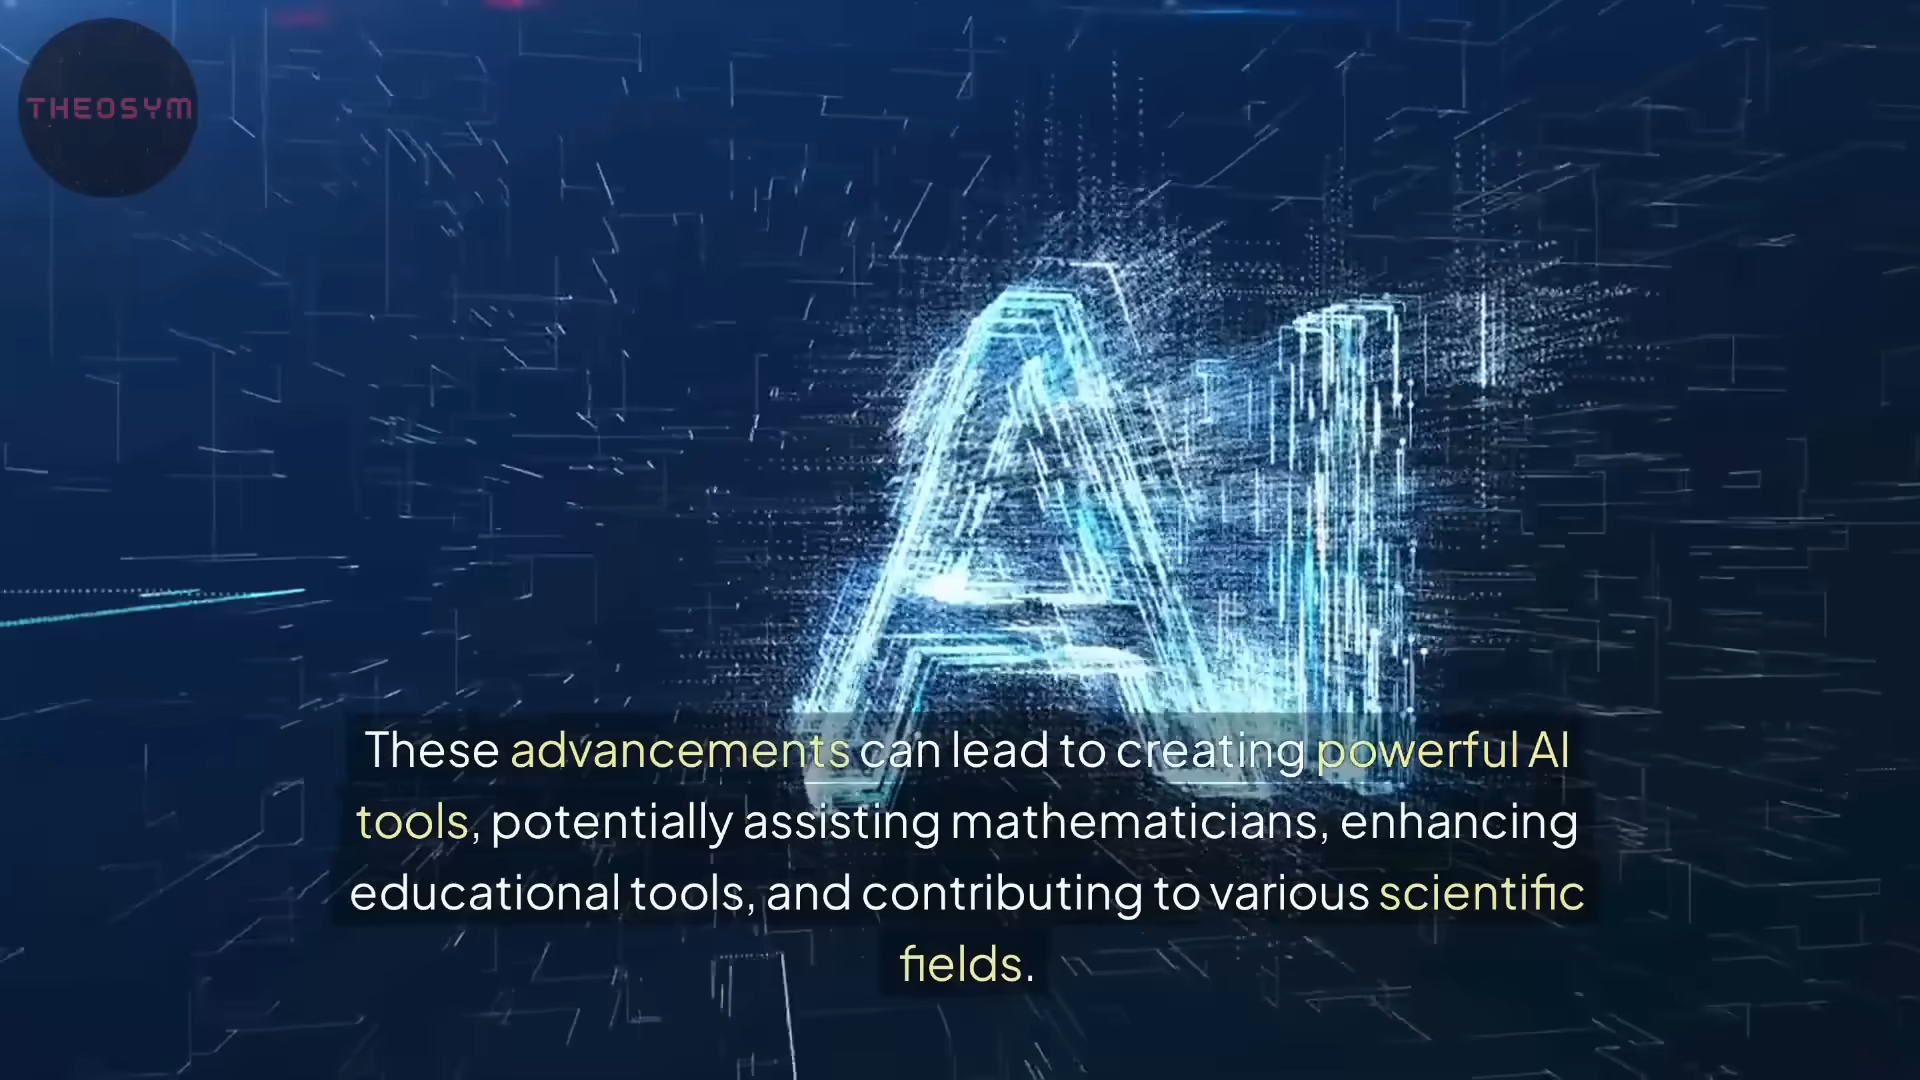 THEOSYM
AI
These advancements can lead to creating powerful AI
tools, potentially assisting mathematicians, enhancing
educational tools, and contributing to various scientific
fields.